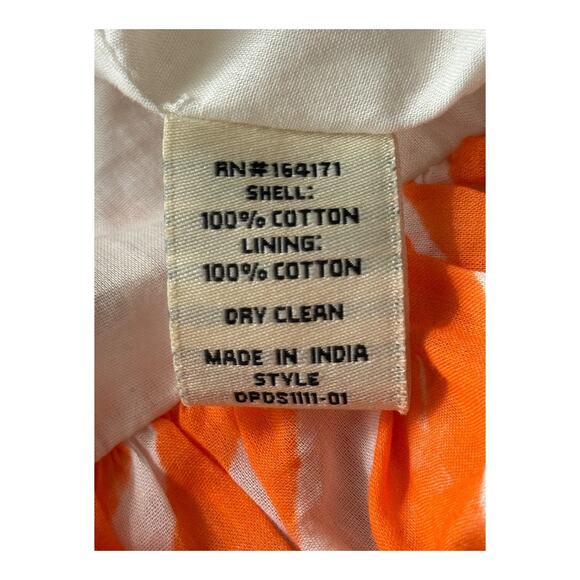 RN#164171
SHELL:
100% COTTON
LINING:
100% COTTON
DRY CLEAN
MADE IN INDIA
STYLE
DPDS1111-01